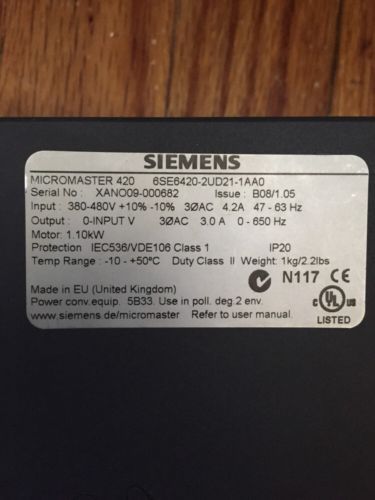 SIEMENS
MICROMASTER 420 6SE6420-2UD21-1AA0
Serial No : XANO09-000682 Issue : B08/1.05
Input : 380-480V +10% -10% 3ØAC 4.2A 47 - 63 Hz
Output : 0-INPUT V 3ØAC 3.0 A 0 - 650 Hz
Motor: 1.10kW
Protection IEC536/VDE106 Class 1 IP20
Temp Range : -10 - +50°C Duty Class II Weight: 1kg/2.2lbs
N117 CE
Made in EU (United Kingdom)
Power conv.equip. 5B33. Use in poll. deg.2 env.
www.siemens.de/micromaster Refer to user manual.
C UL US
LISTED